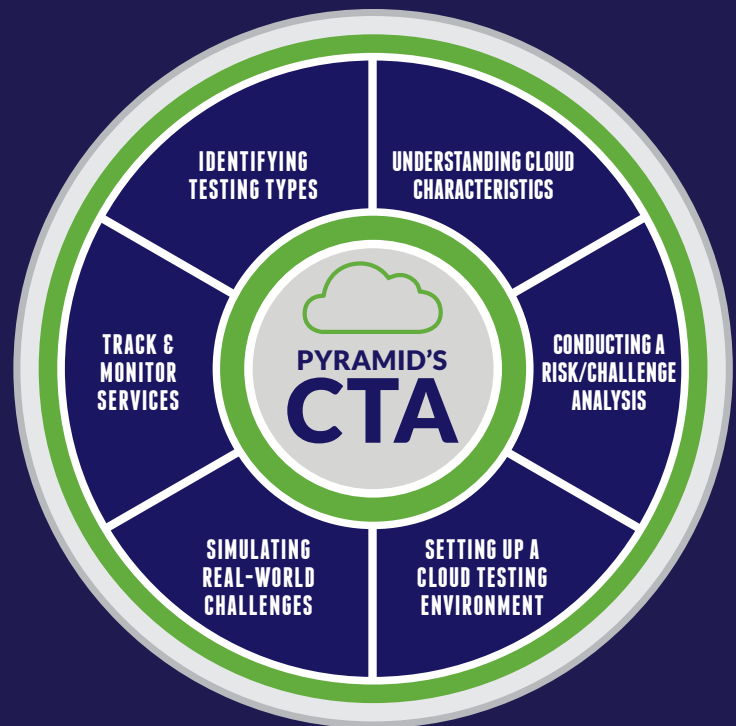 IDENTIFYING
TESTING TYPES
UNDERSTANDING CLOUD
CHARACTERISTICS
TRACK &
MONITOR
SERVICES
PYRAMID'S
CTA
CONDUCTING A
RISK/CHALLENGE
ANALYSIS
SIMULATING
REAL-WORLD
CHALLENGES
SETTING UP A
CLOUD TESTING
ENVIRONMENT